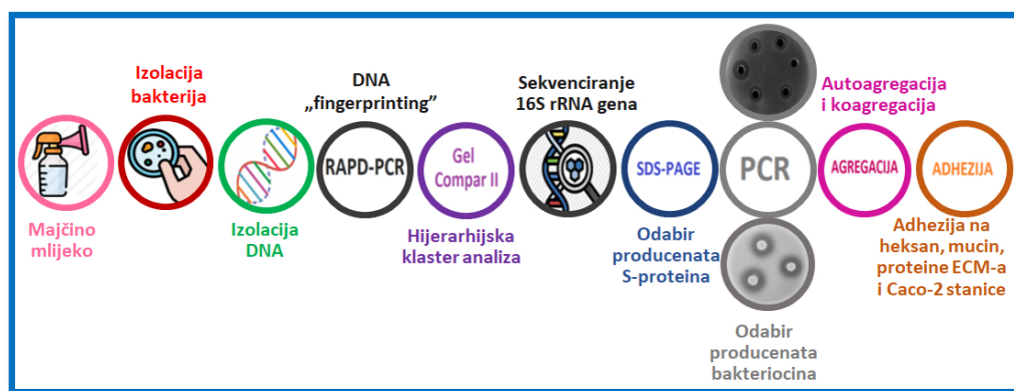 Majčino
mlijeko
Izolacija
bakterija
Izolacija
DNA
DNA
„fingerprinting”
RAPD-PCR
Gel
Compar II
Hijerarhijska
klaster analiza
Sekvenciranje
16S rRNA gena
SDS-PAGE
Odabir
producenata
S-proteina
PCR
Odabir
producenata
bakteriocina
Autoagregacija
i koagregacija
AGREGACIJA
ADHEZIJA
Adhezija na
heksan, mucin,
proteine ECM-a
i Caco-2 stanice